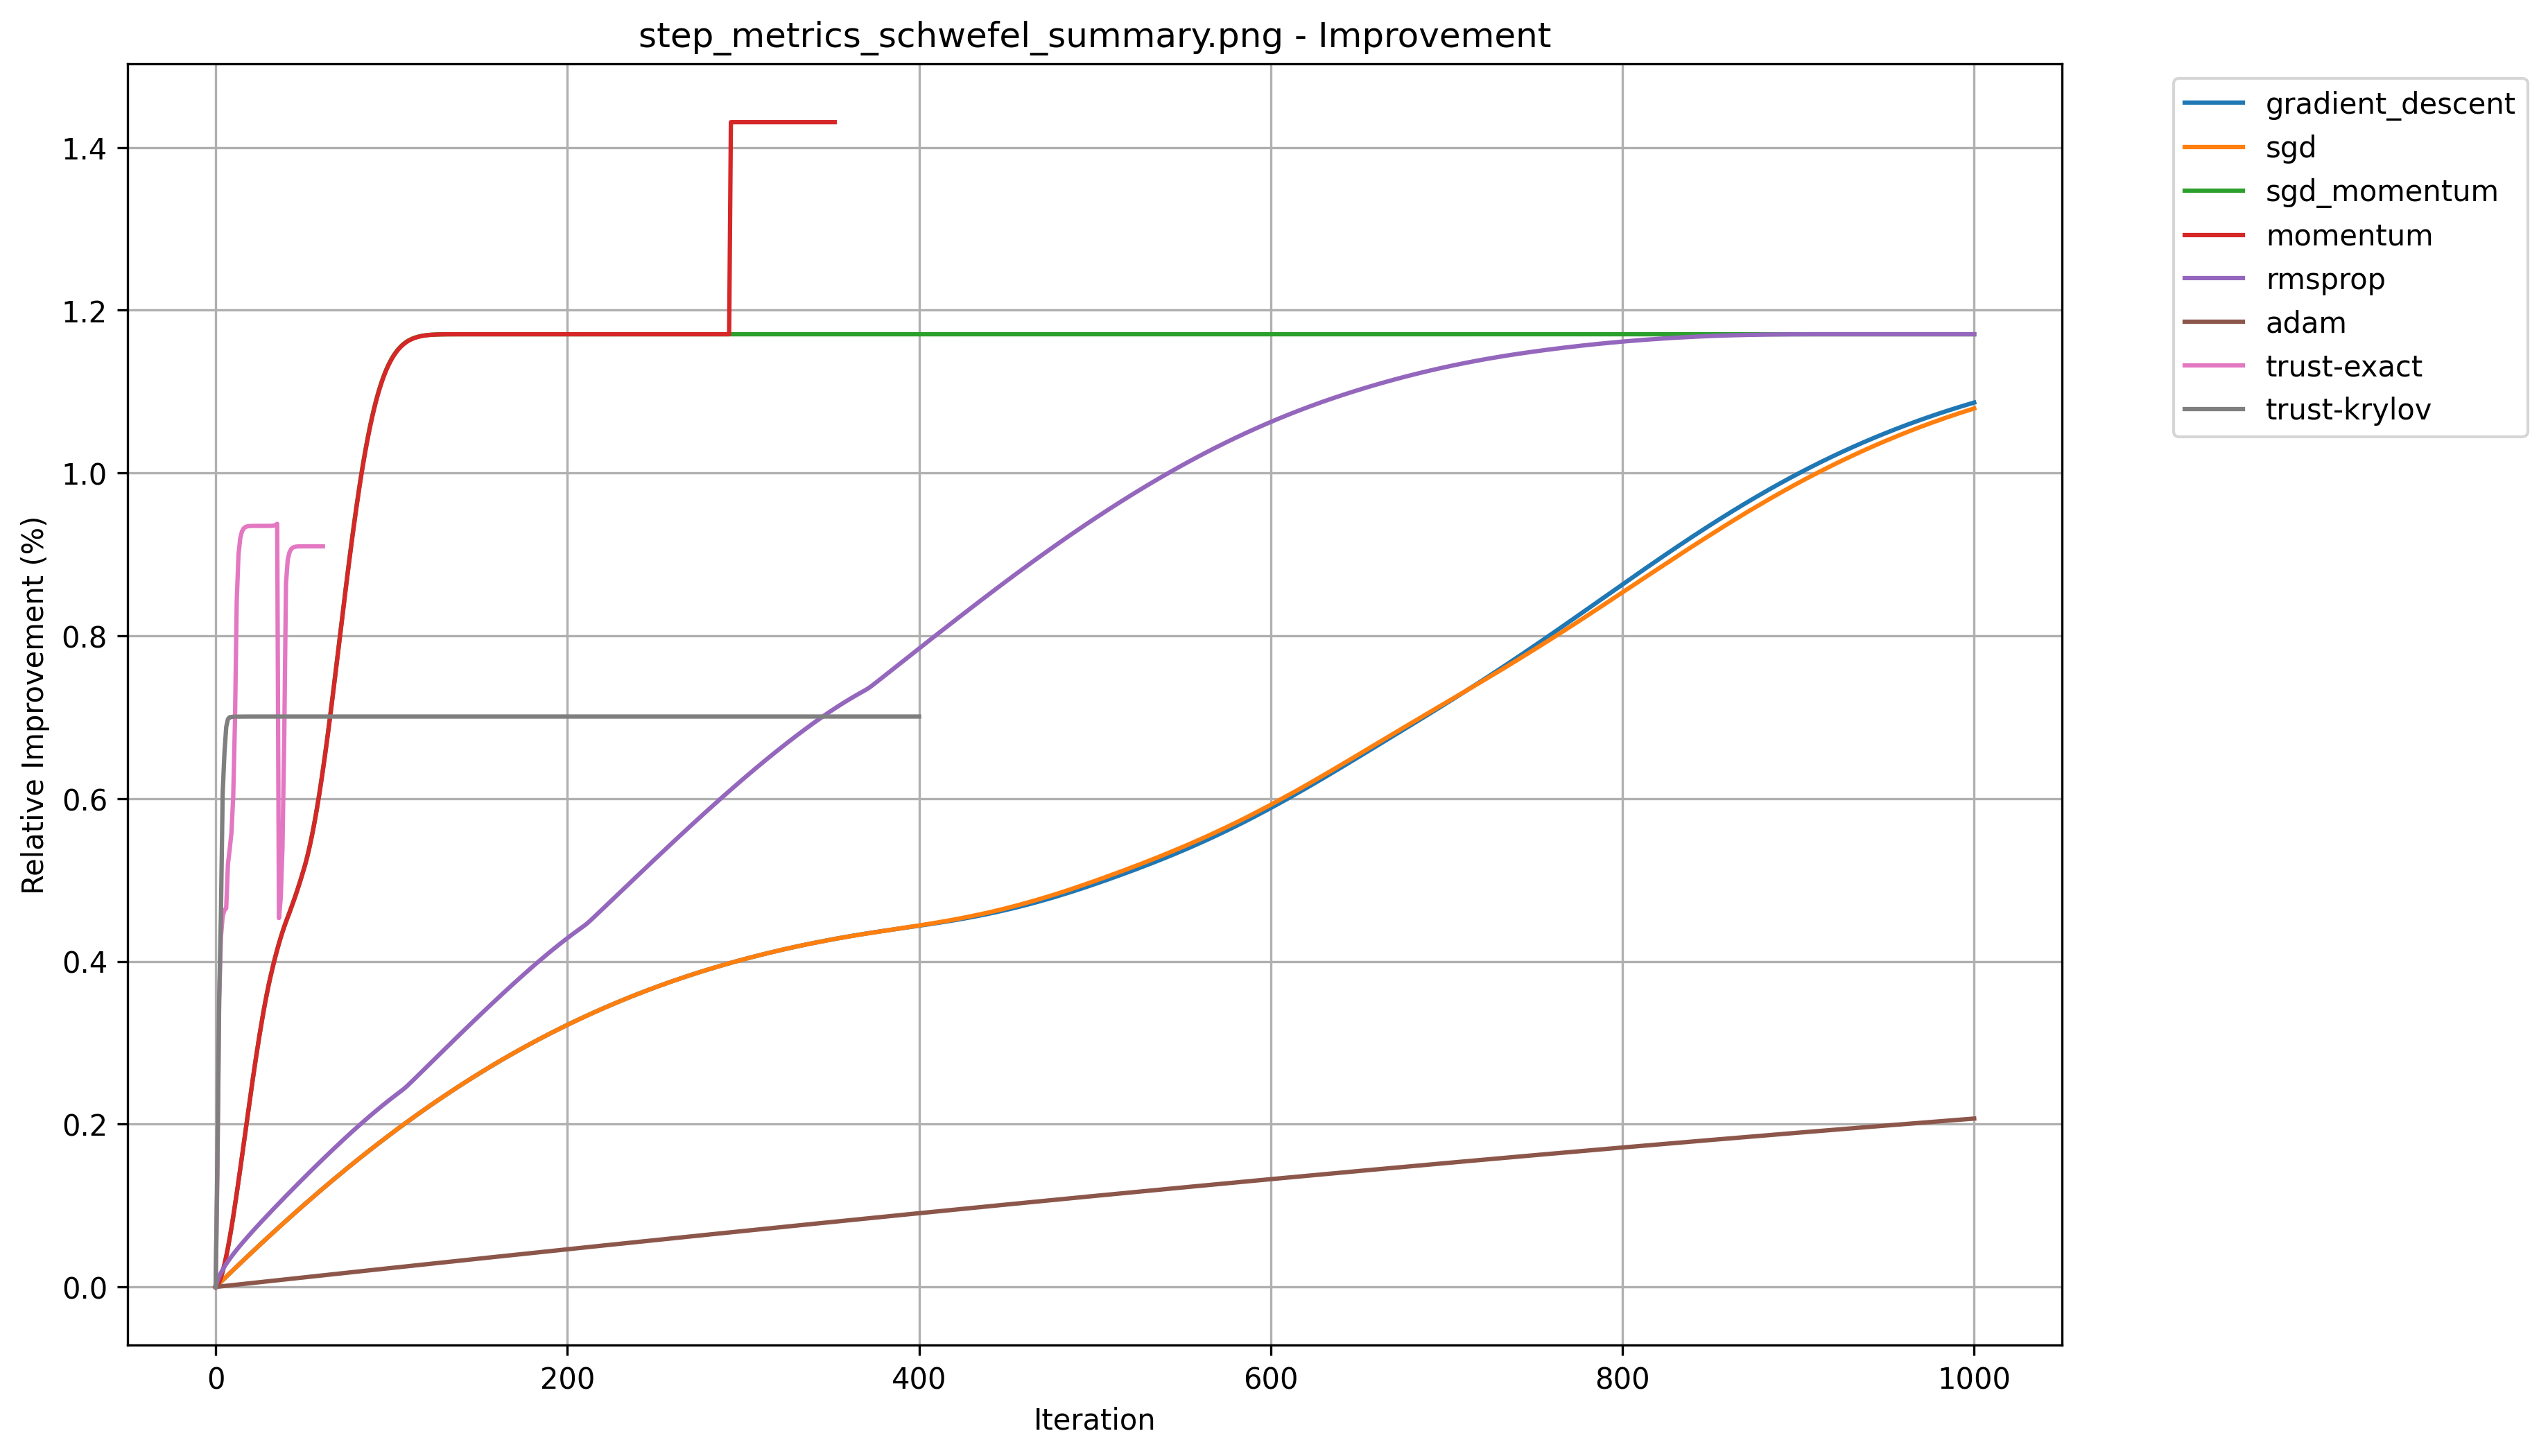 step_metrics_schwefel_summary.png - Improvement
gradient_descent
sgd
sgd_momentum
momentum
rmsprop
adam
trust-exact
trust-krylov
Relative Improvement (%)
1.4
1.2
1.0
0.8
0.6
0.4
0.2
0.0
0 200 400 600 800 1000
Iteration